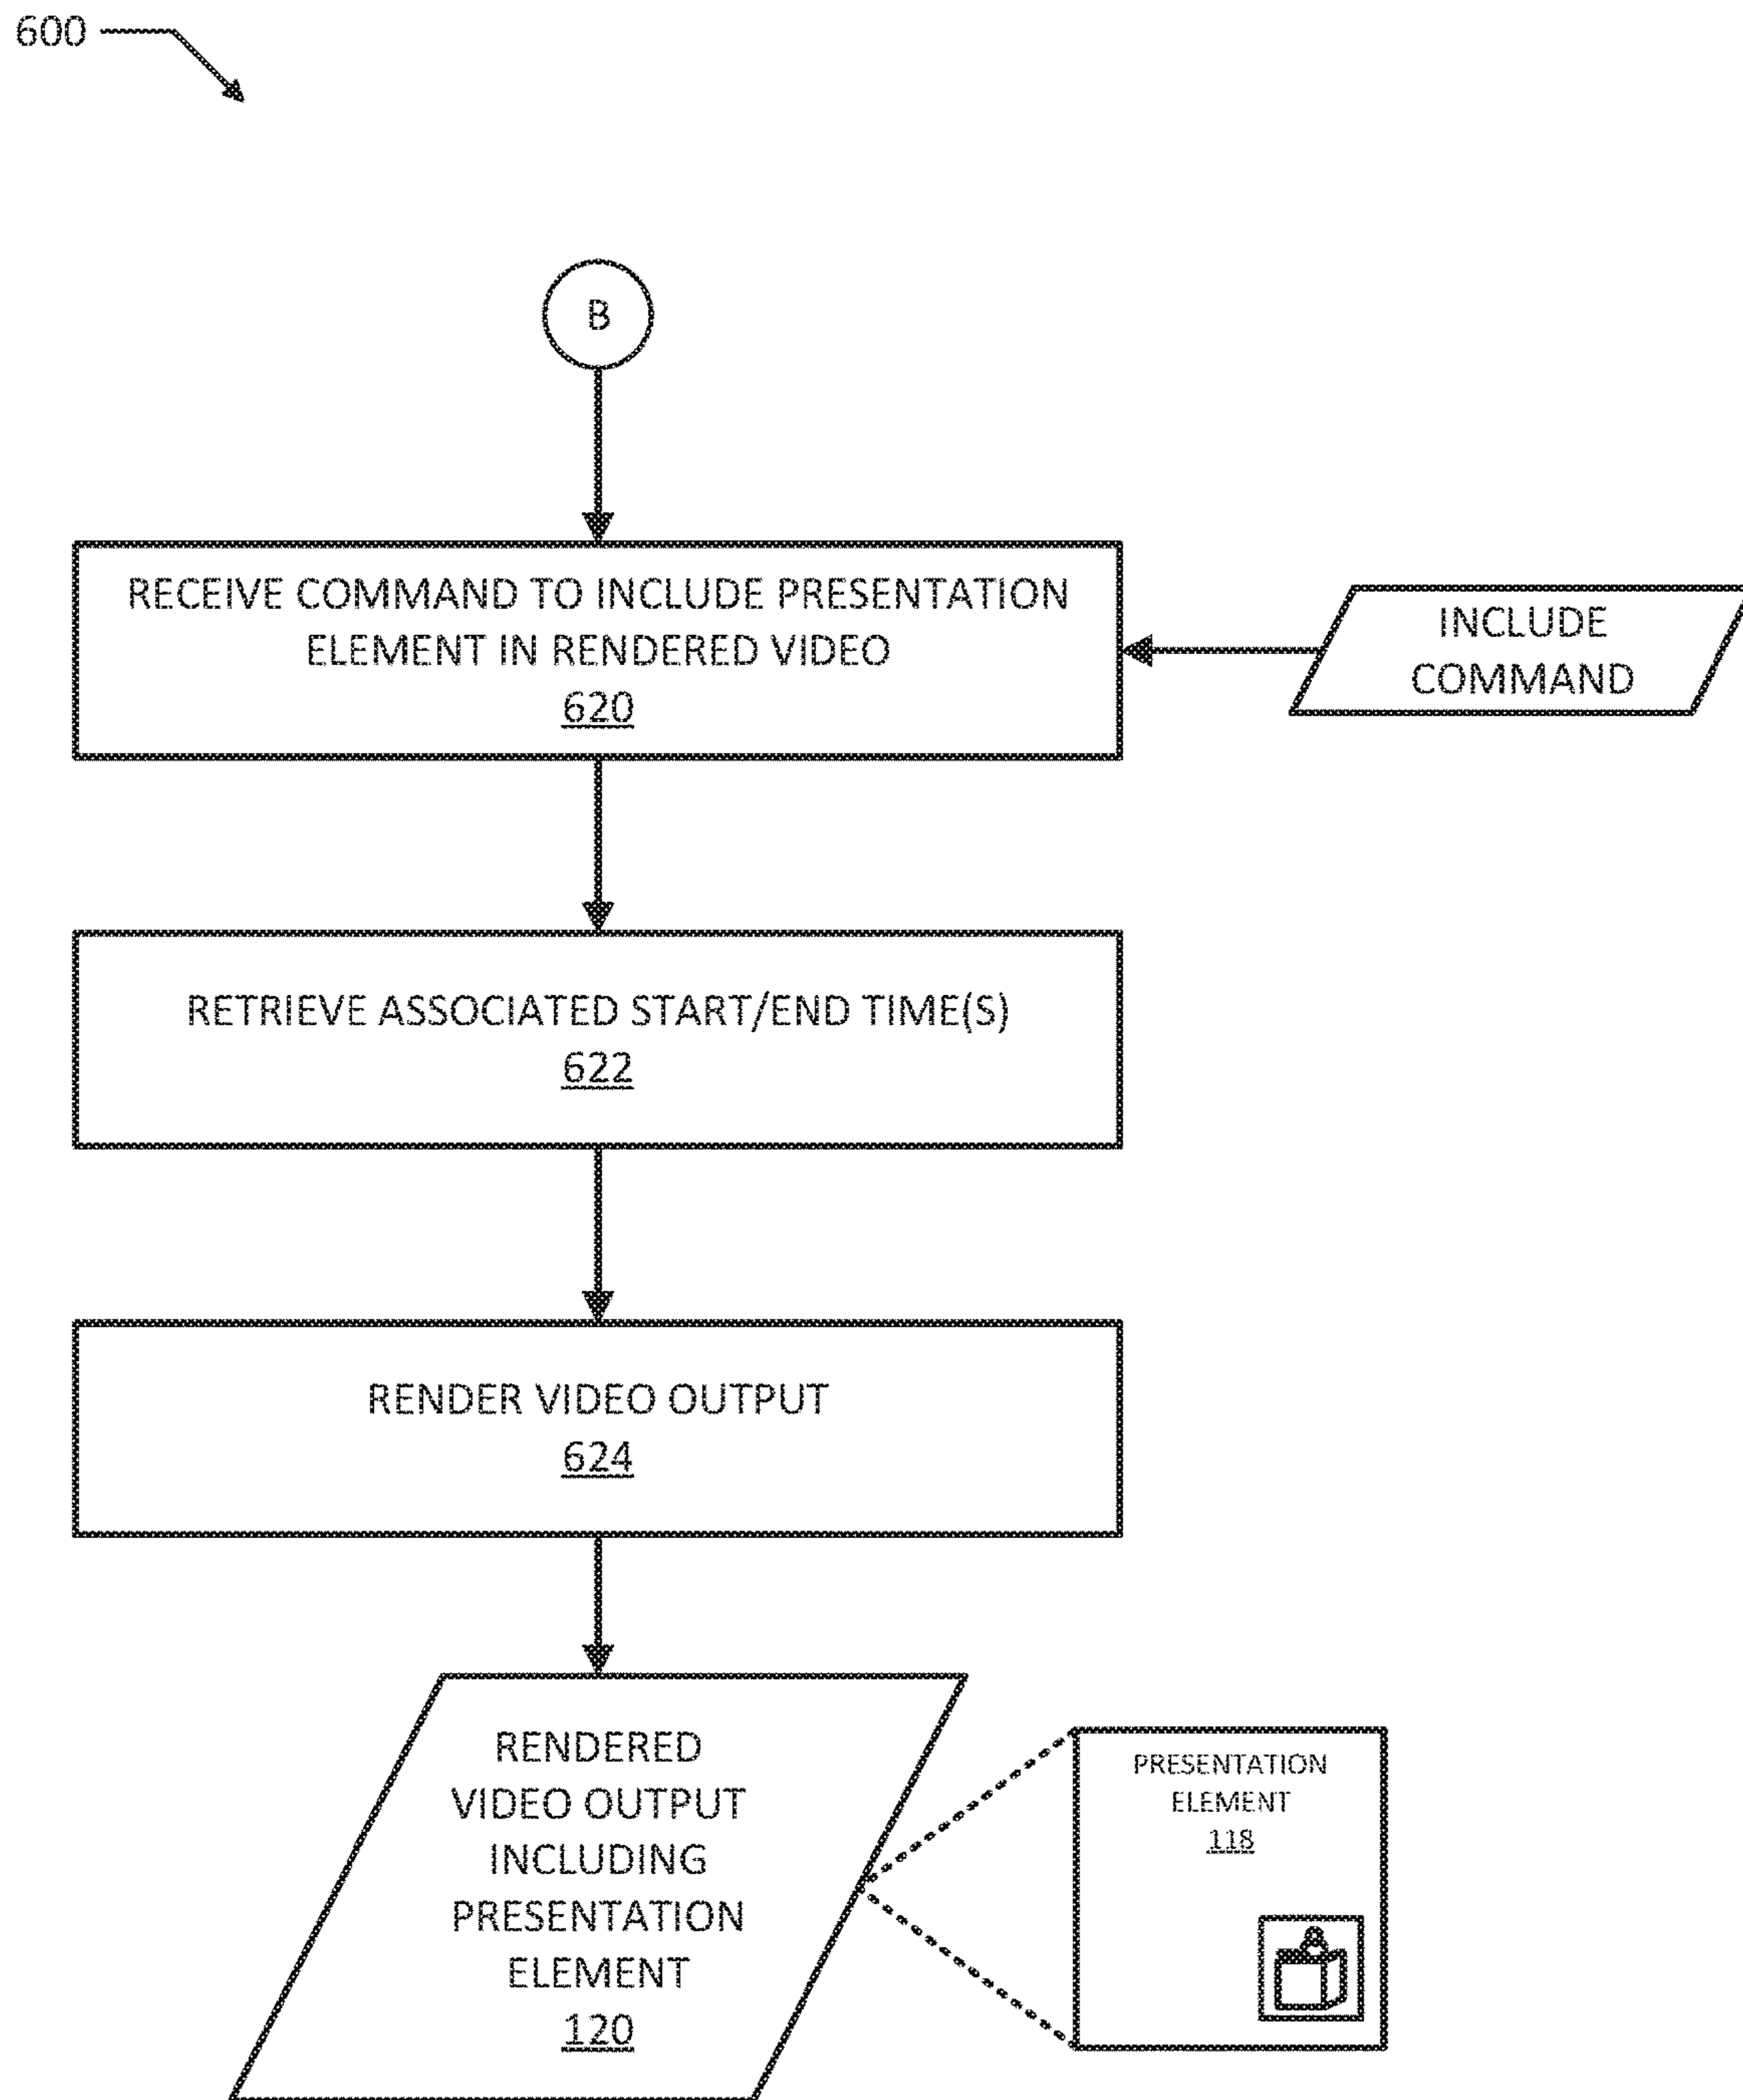 600
B
RECEIVE COMMAND TO INCLUDE PRESENTATION
ELEMENT IN RENDERED VIDEO
620
INCLUDE
COMMAND
RETRIEVE ASSOCIATED START/END TIME(S)
622
RENDER VIDEO OUTPUT
624
RENDERED
VIDEO OUTPUT
INCLUDING
PRESENTATION
ELEMENT
120
PRESENTATION
ELEMENT
118